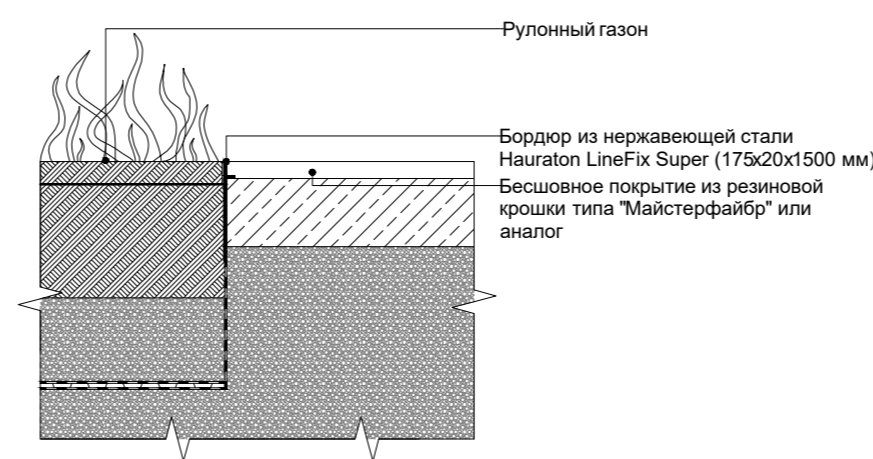 Рулонный газон
Бордюр из нержавеющей стали
Hauraton LineFix Super (175x20x1500 мм)
Бесшовное покрытие из резиновой
крошки типа "Майстерфайбр" или
аналог